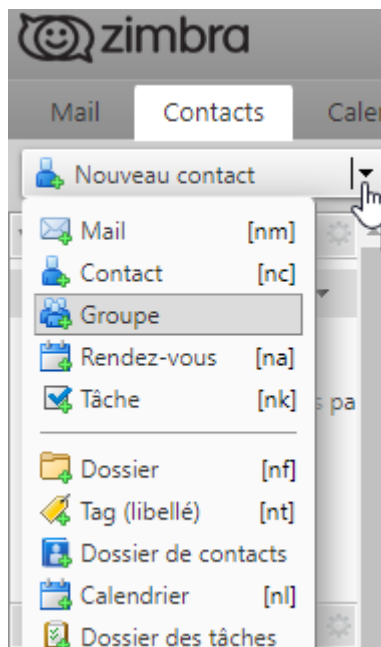 zimbra
Mail Contacts
Nouveau contact
Mail [nm]
Contact [nc]
Groupe
Rendez-vous [na]
Tâche [nk]
Dossier [nf]
Tag (libellé) [nt]
Dossier de contacts
Calendrier [nl]
Dossier des tâches